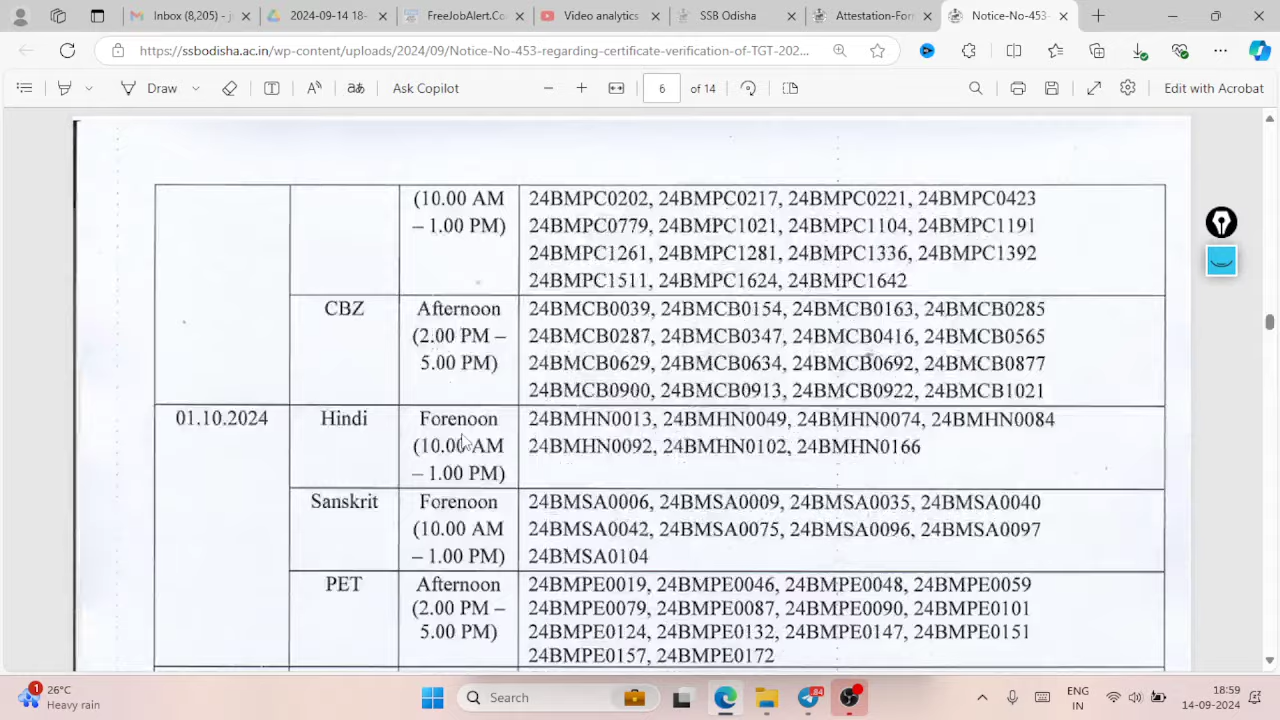 Inbox (8,205) - j
2024-09-14 18-
FreeJobAlert.Co
Video analytics
SSB Odisha
Attestation-For
Notice-No-453-
https://ssbodisha.ac.in/wp-content/uploads/2024/09/Notice-No-453-regarding-certificate-verification-of-TGT-202...
Draw
Ask Copilot
6 of 14
Edit with Acrobat
(10.00 AM
– 1.00 PM)
24BMPC0202, 24BMPC0217, 24BMPC0221, 24BMPC0423
24BMPC0779, 24BMPC1021, 24BMPC1104, 24BMPC1191
24BMPC1261, 24BMPC1281, 24BMPC1336, 24BMPC1392
24BMPC1511, 24BMPC1624, 24BMPC1642
CBZ
Afternoon
(2.00 PM –
5.00 PM)
24BMCB0039, 24BMCB0154, 24BMCB0163, 24BMCB0285
24BMCB0287, 24BMCB0347, 24BMCB0416, 24BMCB0565
24BMCB0629, 24BMCB0634, 24BMCB0692, 24BMCB0877
24BMCB0900, 24BMCB0913, 24BMCB0922, 24BMCB1021
01.10.2024
Hindi
Forenoon
(10.00 AM
– 1.00 PM)
24BMHN0013, 24BMHN0049, 24BMHN0074, 24BMHN0084
24BMHN0092, 24BMHN0102, 24BMHN0166
Sanskrit
Forenoon
(10.00 AM
– 1.00 PM)
24BMSA0006, 24BMSA0009, 24BMSA0035, 24BMSA0040
24BMSA0042, 24BMSA0075, 24BMSA0096, 24BMSA0097
24BMSA0104
PET
Afternoon
(2.00 PM –
5.00 PM)
24BMPE0019, 24BMPE0046, 24BMPE0048, 24BMPE0059
24BMPE0079, 24BMPE0087, 24BMPE0090, 24BMPE0101
24BMPE0124, 24BMPE0132, 24BMPE0147, 24BMPE0151
24BMPE0157, 24BMPE0172
1
26°C
Heavy rain
Search
84
ENG
IN
18:59
14-09-2024